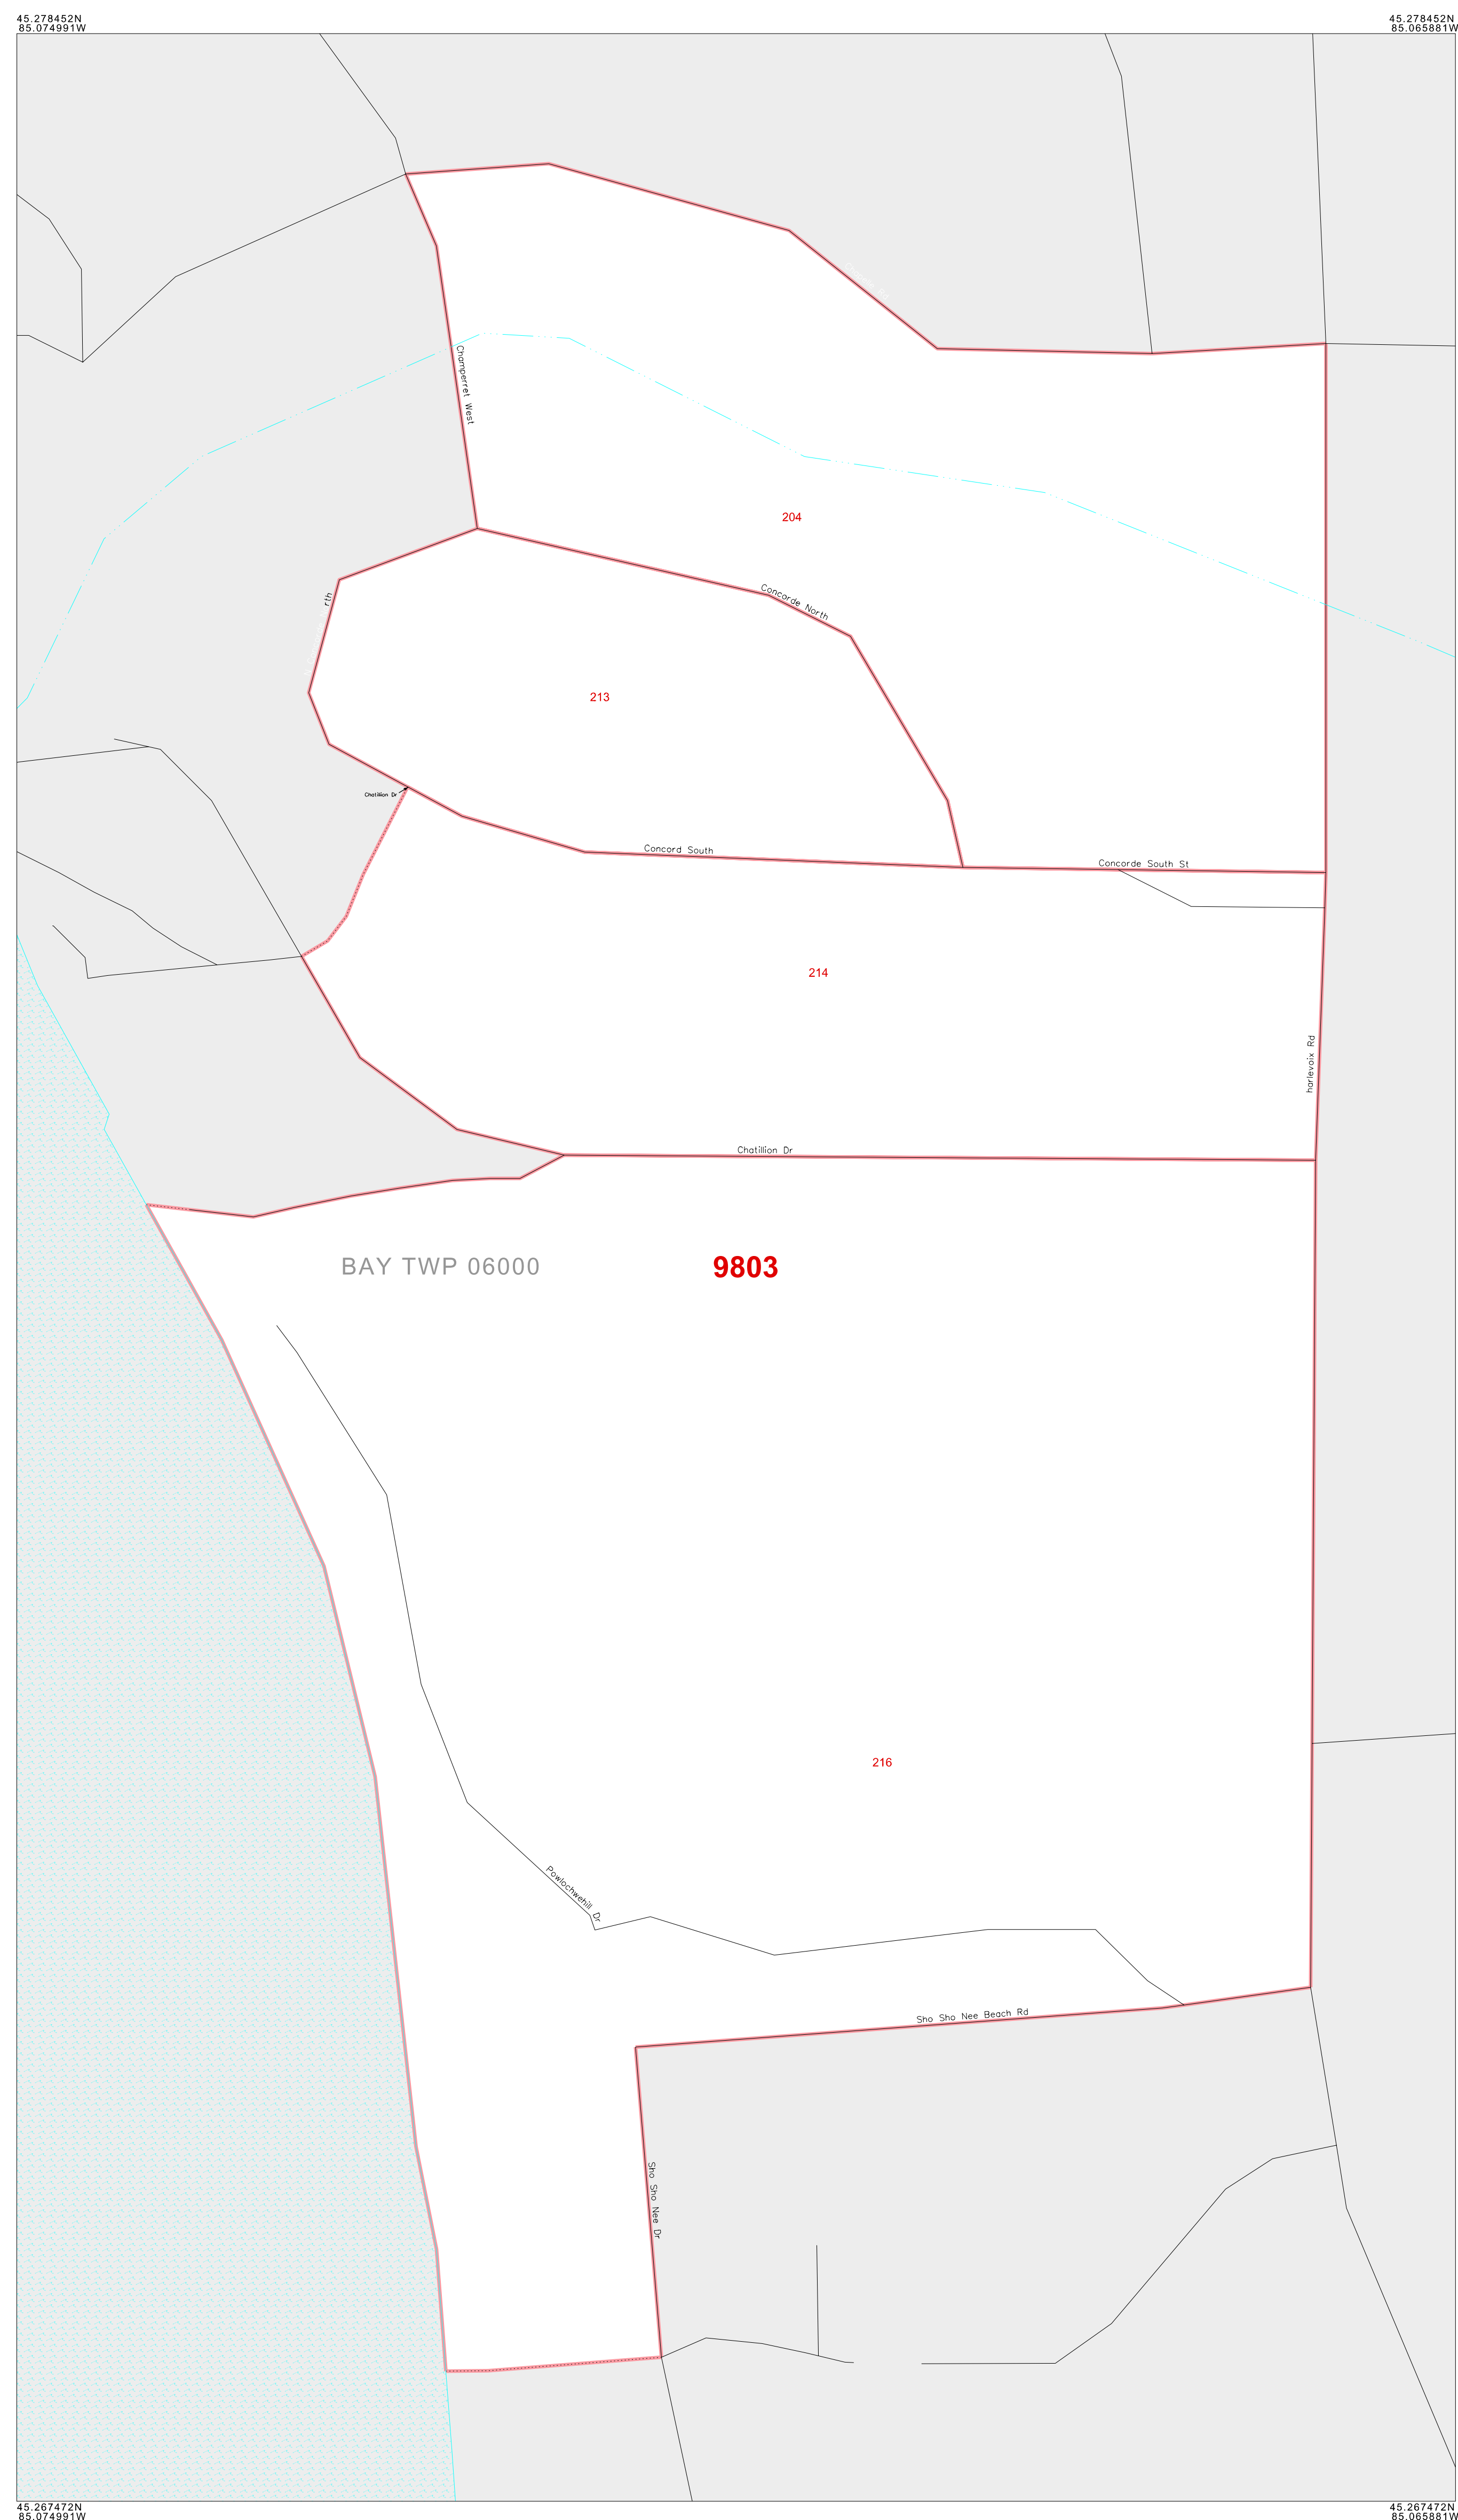 45.278452N
85.074991W
45.278452N
85.065881W
Champerret West
204
rth
Concorde North
213
Chatillion Dr
Concord South
Concorde South St
214
harlevoix Rd
Chatillion Dr
BAY TWP 06000
9803
216
Powlochwehill Dr
Sho Sho Nee Beach Rd
Sho Sho Nee Dr
45.267472N
85.074991W
45.267472N
85.065881W